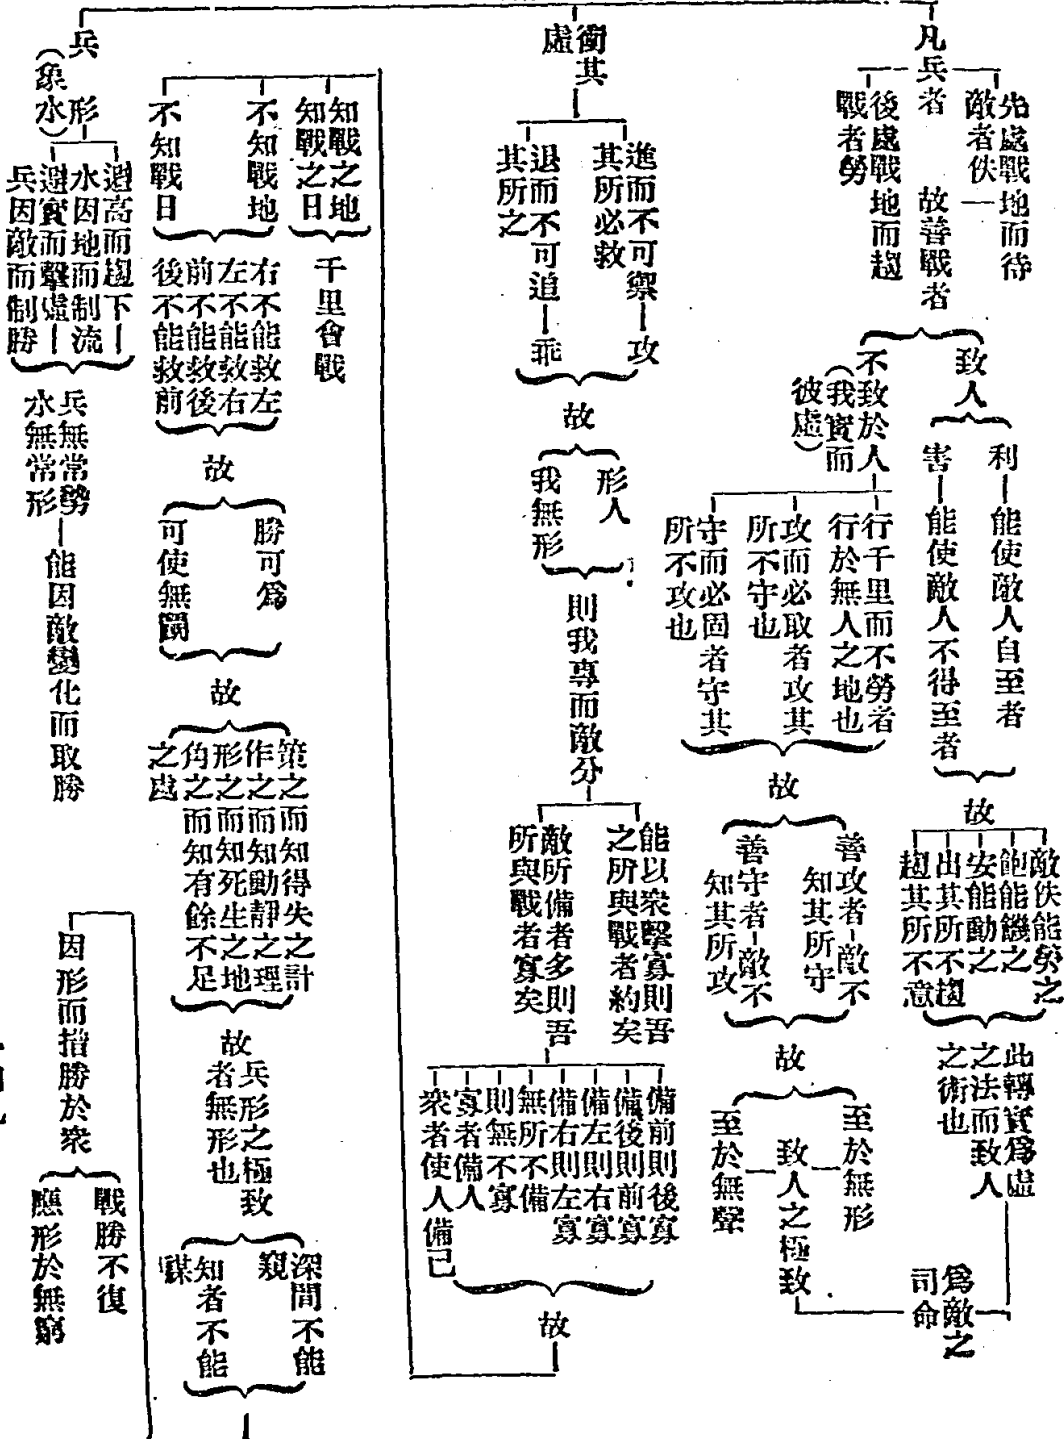 凡兵者
先處戰地而待
敵者佚
後處戰地而趨
戰者勞
故善戰者
致人
利
能使敵人自至者
害
能使敵人不得至者
故
敵佚能勞之
飽能饑之
安能動之
出其所不趨
趨其所不意
此轉實爲虛
之法而致人
之術也
不致於人
（我實而
彼虛）
行千里而不勞者
行於無人之地也
攻而必取者攻其
所不守也
守而必固者守其
所不攻也
故
善攻者-敵不
知其所守
善守者-敵不
知其所攻
故
至於無形
致人之極致
至於無聲
爲敵之
司命
衝其
虛
進而不可禦
其所必救
攻
退而不可追
其所之
乖
故
形人
我無形
則我專而敵分
能以衆擊寡則吾
之所與戰者約矣
敵所備者多則吾
所與戰者寡矣
備前則後寡
備後則前寡
備左則右寡
備右則左寡
無所不備
則無不寡
寡者備人
衆者使人備己
故
知戰之地
知戰之日
千里會戰
不知戰地
不知戰日
右不能救左
左不能救右
前不能救後
後不能救前
故
勝可爲
可使無鬭
故
策之而知得失之計
作之而知動靜之理
形之而知死生之地
角之而知有餘不足
之處
故
兵形之極致
者無形也
深間不能
窺
知者不能
謀
因形而措勝於衆
戰勝不復
應形於無窮
兵形
（象水）
避高而趨下
水因地而制流
避實而擊虛
兵因敵而制勝
兵無常勢
水無常形
能因敵變化而取勝